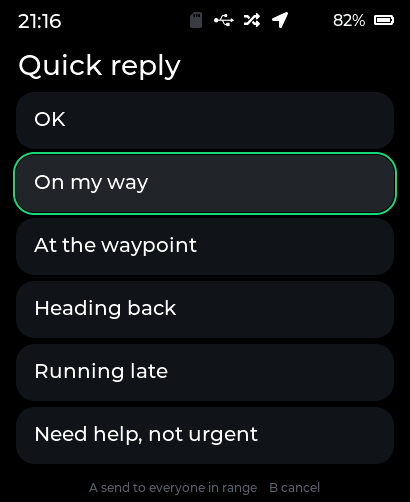 21:16
82%
Quick reply
OK
On my way
At the waypoint
Heading back
Running late
Need help, not urgent
A send to everyone in range B cancel